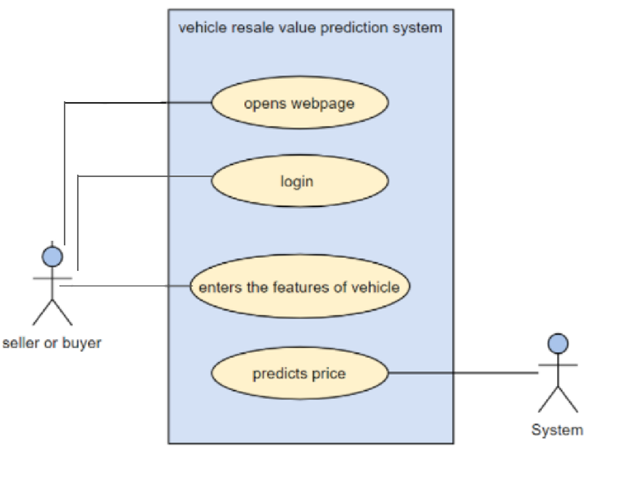 vehicle resale value prediction system
opens webpage
login
enters the features of vehicle
seller or buyer
predicts price
System